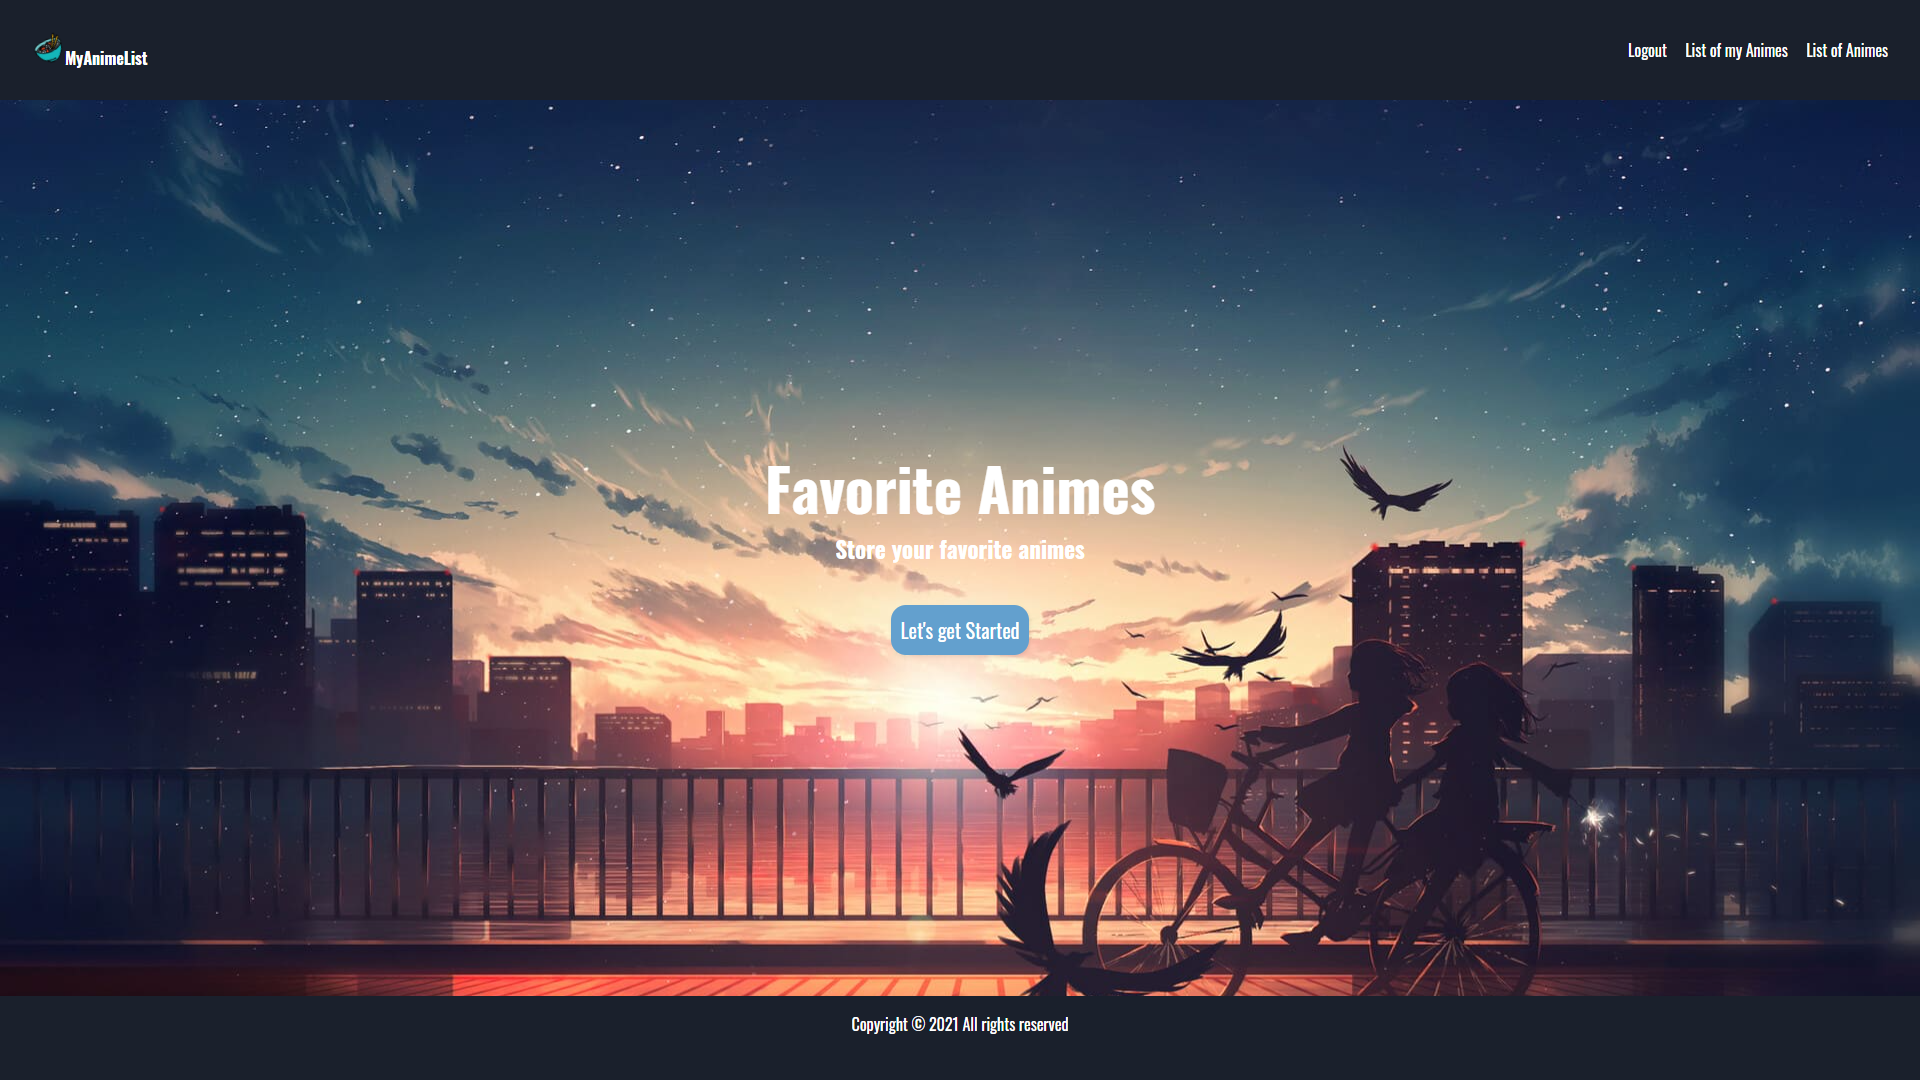 MyAnimeList
Logout List of my Animes List of Animes
Favorite Animes
Store your favorite animes
Let's get Started
Copyright © 2021 All rights reserved